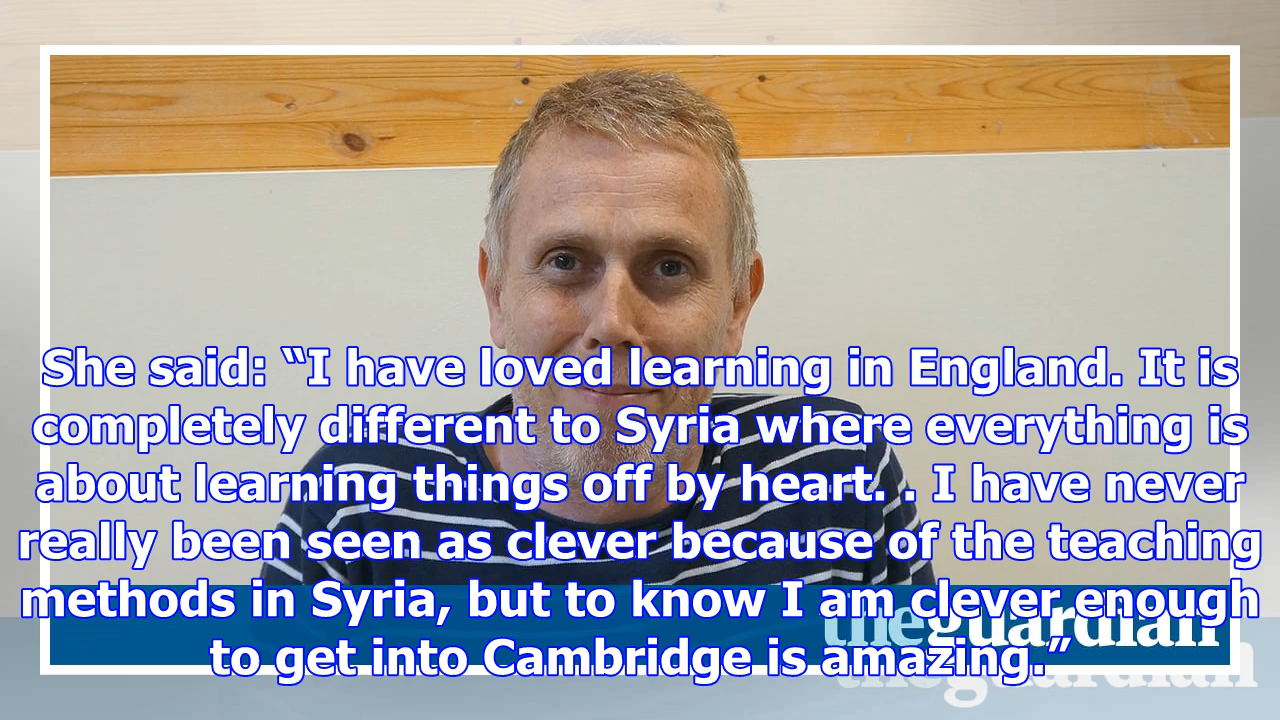 She said: “I have loved learning in England. It is
completely different to Syria where everything is
about learning things off by heart. . I have never
really been seen as clever because of the teaching
methods in Syria, but to know I am clever enough
to get into Cambridge is amazing.”
theguardian
theguardian